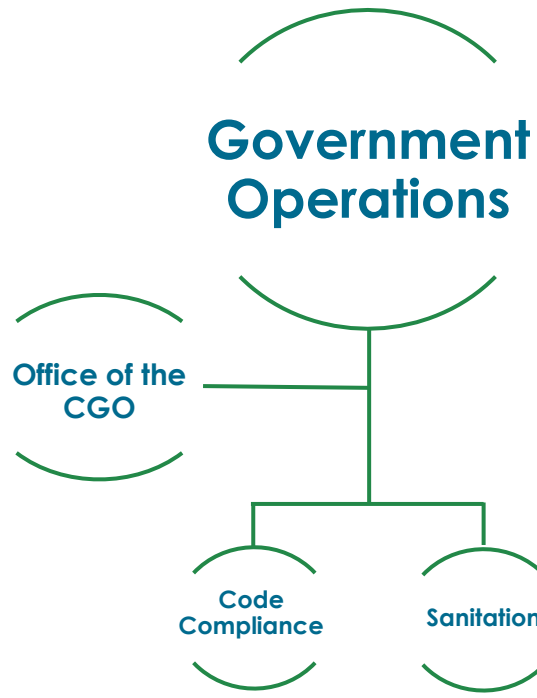 Government
Operations
Office of the
CGO
Code
Compliance
Sanitation